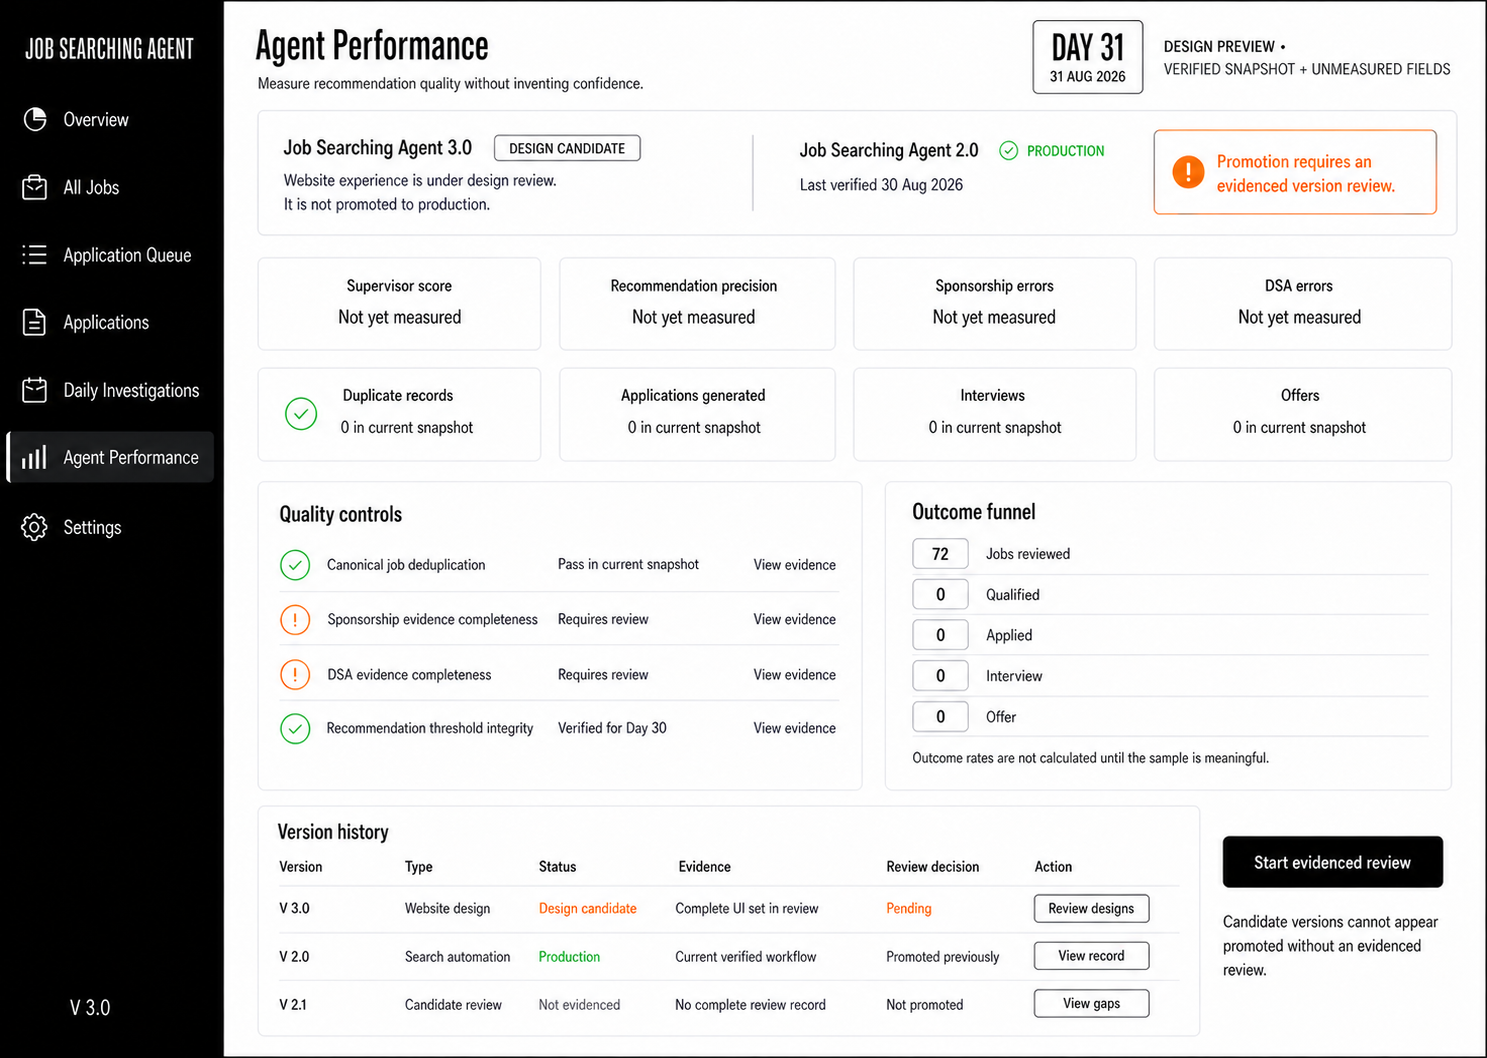 JOB SEARCHING AGENT
Overview
All Jobs
Application Queue
Applications
Daily Investigations
Agent Performance
Settings
V 3.0
Agent Performance
Measure recommendation quality without inventing confidence.
DAY 31
31 AUG 2026
DESIGN PREVIEW •
VERIFIED SNAPSHOT + UNMEASURED FIELDS
Job Searching Agent 3.0
DESIGN CANDIDATE
Website experience is under design review.
It is not promoted to production.
Job Searching Agent 2.0
PRODUCTION
Last verified 30 Aug 2026
Promotion requires an
evidenced version review.
Supervisor score
Not yet measured
Recommendation precision
Not yet measured
Sponsorship errors
Not yet measured
DSA errors
Not yet measured
Duplicate records
0 in current snapshot
Applications generated
0 in current snapshot
Interviews
0 in current snapshot
Offers
0 in current snapshot
Quality controls
Canonical job deduplication Pass in current snapshot View evidence
Sponsorship evidence completeness Requires review View evidence
DSA evidence completeness Requires review View evidence
Recommendation threshold integrity Verified for Day 30 View evidence
Outcome funnel
72 Jobs reviewed
0 Qualified
0 Applied
0 Interview
0 Offer
Outcome rates are not calculated until the sample is meaningful.
Version history
Version Type Status Evidence Review decision Action
V 3.0 Website design Design candidate Complete UI set in review Pending Review designs
V 2.0 Search automation Production Current verified workflow Promoted previously View record
V 2.1 Candidate review Not evidenced No complete review record Not promoted View gaps
Start evidenced review
Candidate versions cannot appear
promoted without an evidenced
review.